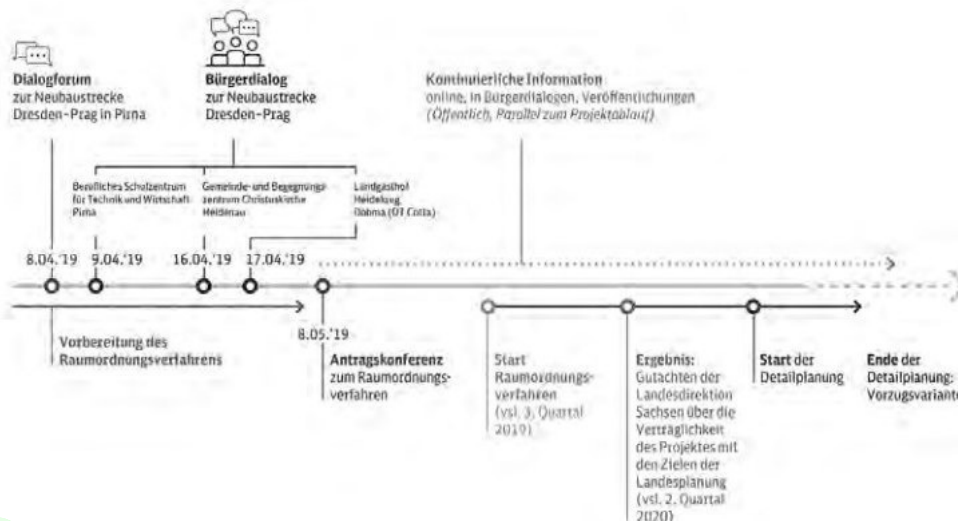 Dialogforum
zur Neubaustrecke
Dresden-Prag in Pirna
Bürgerdialog
zur Neubaustrecke
Dresden-Prag
Kontinuierliche Information
online, in Bürgerdialogen, Veröffentlichungen
(Öffentlich, Parallel zum Projektablauf)
Berufliches Schulzentrum
für Technik und Wirtschaft
Pirna
Gemeinde- und Begegnungs-
zentrum Christuskirche
Heidenau
Landgasthof
Heidekrug
Dohma (OT Cotta)
8.04.'19
9.04.'19
16.04.'19
17.04.'19
8.05.'19
Vorbereitung des
Raumordnungsverfahrens
Antragskonferenz
zum Raumordnungs-
verfahren
Start
Raumordnungs-
verfahren
(vsl. 3. Quartal
2019)
Ergebnis:
Gutachten der
Landesdirektion
Sachsen über die
Verträglichkeit
des Projektes mit
den Zielen der
Landesplanung
(vsl. 2. Quartal
2020)
Start der
Detailplanung
Ende der
Detailplanung:
Vorzugsvariante